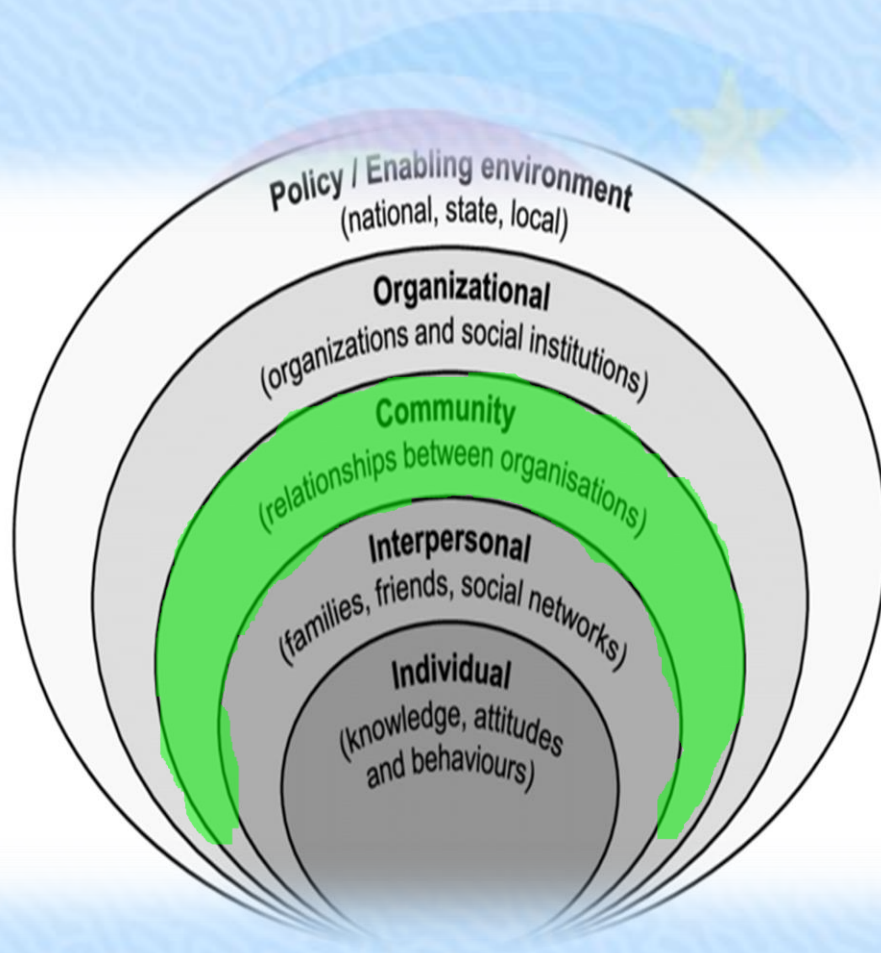 Policy / Enabling environment
(national, state, local)
Organizational
(organizations and social institutions)
Community
(relationships between organisations)
Interpersonal
(families, friends, social networks)
Individual
(knowledge, attitudes
and behaviours)